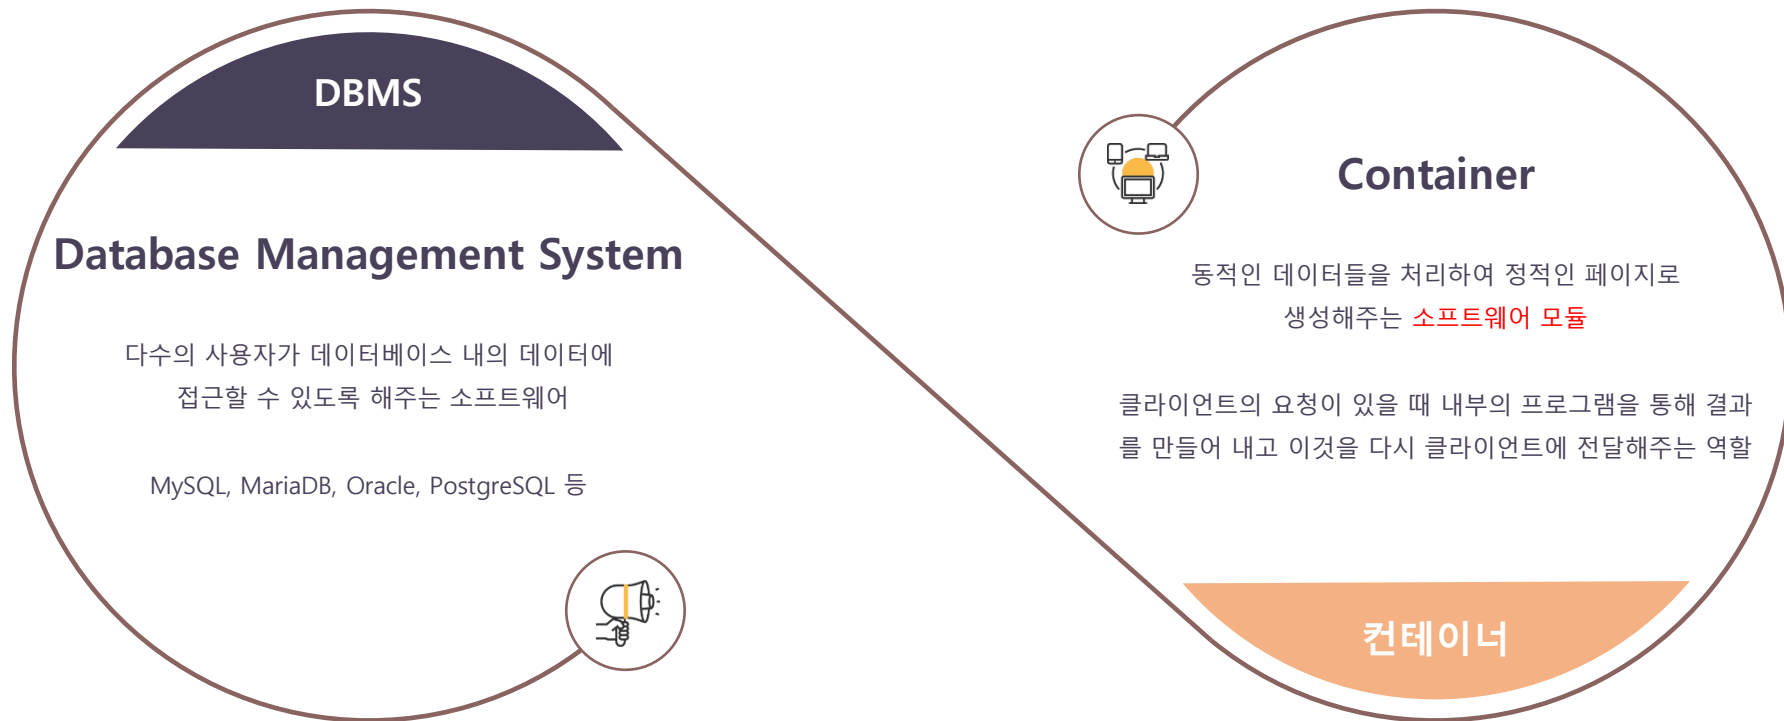 DBMS
Database Management System
다수의 사용자가 데이터베이스 내의 데이터에
접근할 수 있도록 해주는 소프트웨어
MySQL, MariaDB, Oracle, PostgreSQL 등
Container
동적인 데이터들을 처리하여 정적인 페이지로
생성해주는 소프트웨어 모듈
클라이언트의 요청이 있을 때 내부의 프로그램을 통해 결과
를 만들어 내고 이것을 다시 클라이언트에 전달해주는 역할
컨테이너